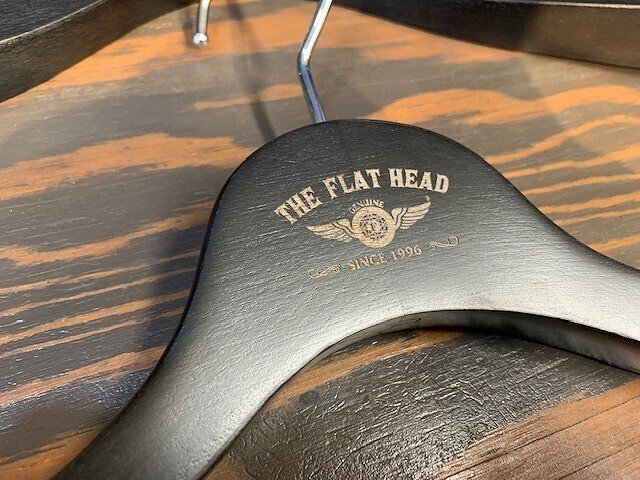 THE FLAT HEAD
GENUINE
SINCE 1996